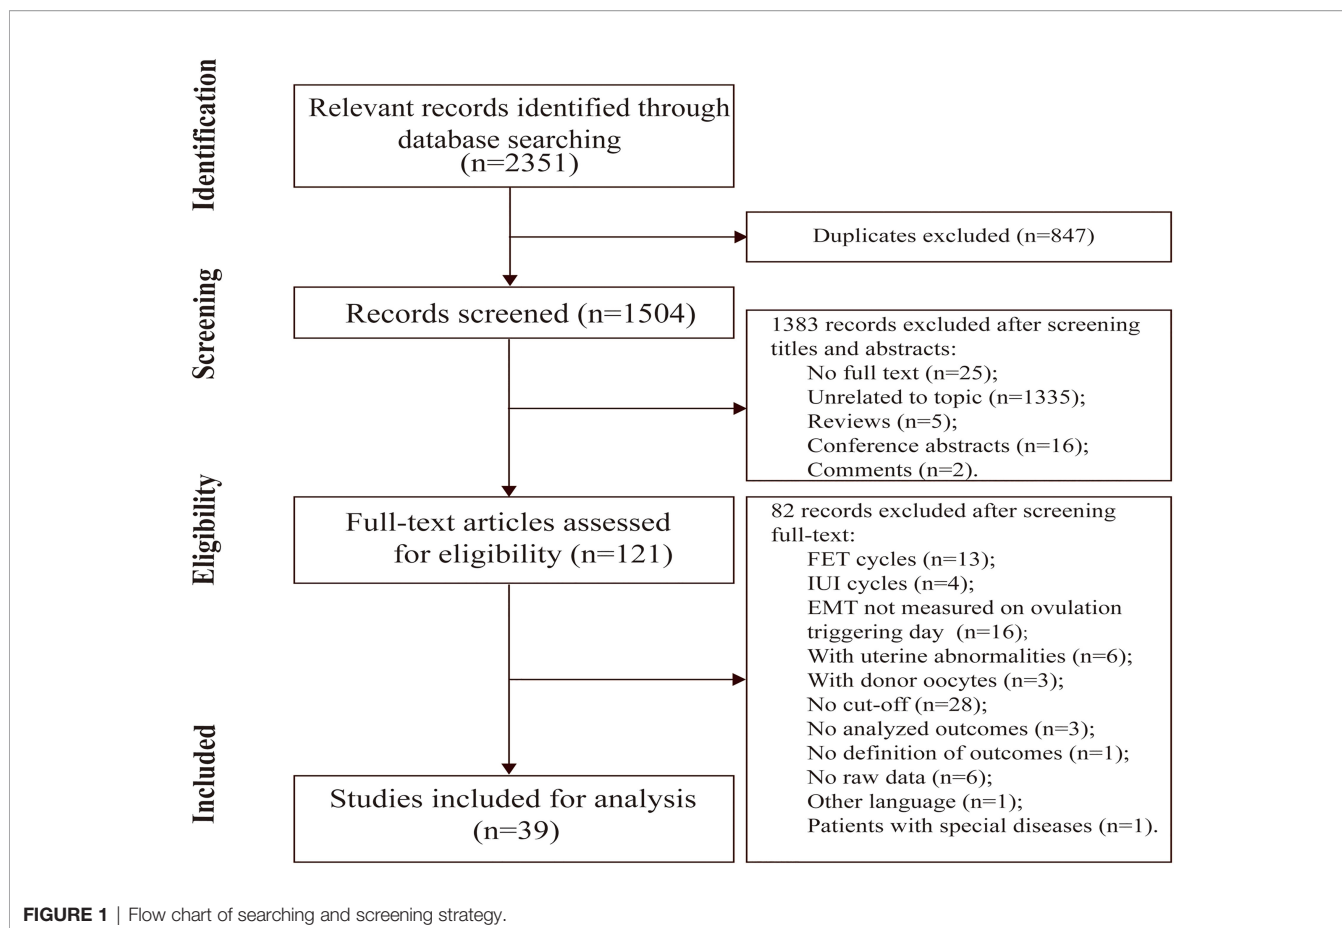 Identification
Relevant records identified through
database searching
(n=2351)
Duplicates excluded (n=847)
Screening
Records screened (n=1504)
1383 records excluded after screening
titles and abstracts:
No full text (n=25);
Unrelated to topic (n=1335);
Reviews (n=5);
Conference abstracts (n=16);
Comments (n=2).
Eligibility
Full-text articles assessed
for eligibility (n=121)
82 records excluded after screening
full-text:
FET cycles (n=13);
IUI cycles (n=4);
EMT not measured on ovulation
triggering day (n=16);
With uterine abnormalities (n=6);
With donor oocytes (n=3);
No cut-off (n=28);
No analyzed outcomes (n=3);
No definition of outcomes (n=1);
No raw data (n=6);
Other language (n=1);
Patients with special diseases (n=1).
Included
Studies included for analysis
(n=39)
FIGURE 1 | Flow chart of searching and screening strategy.